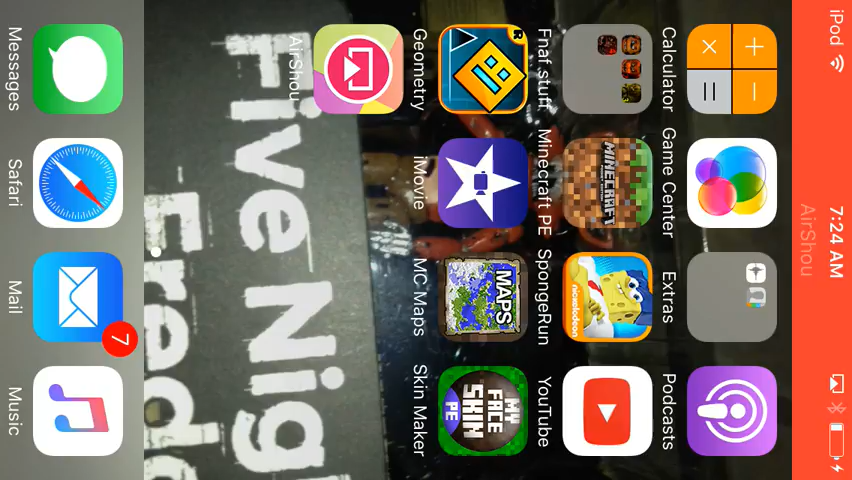 iPod 7:24 AM
AirShou
Calculator Game Center Extras Podcasts
MINECRAFT
nickelodeon
Fnaf stuff Minecraft PE SpongeRun YouTube
R
MAPS
MY
FACE
SKIN
PE
Geometry iMovie MC Maps Skin Maker
AirShou
Five Nig
7
Messages Safari Mail Music